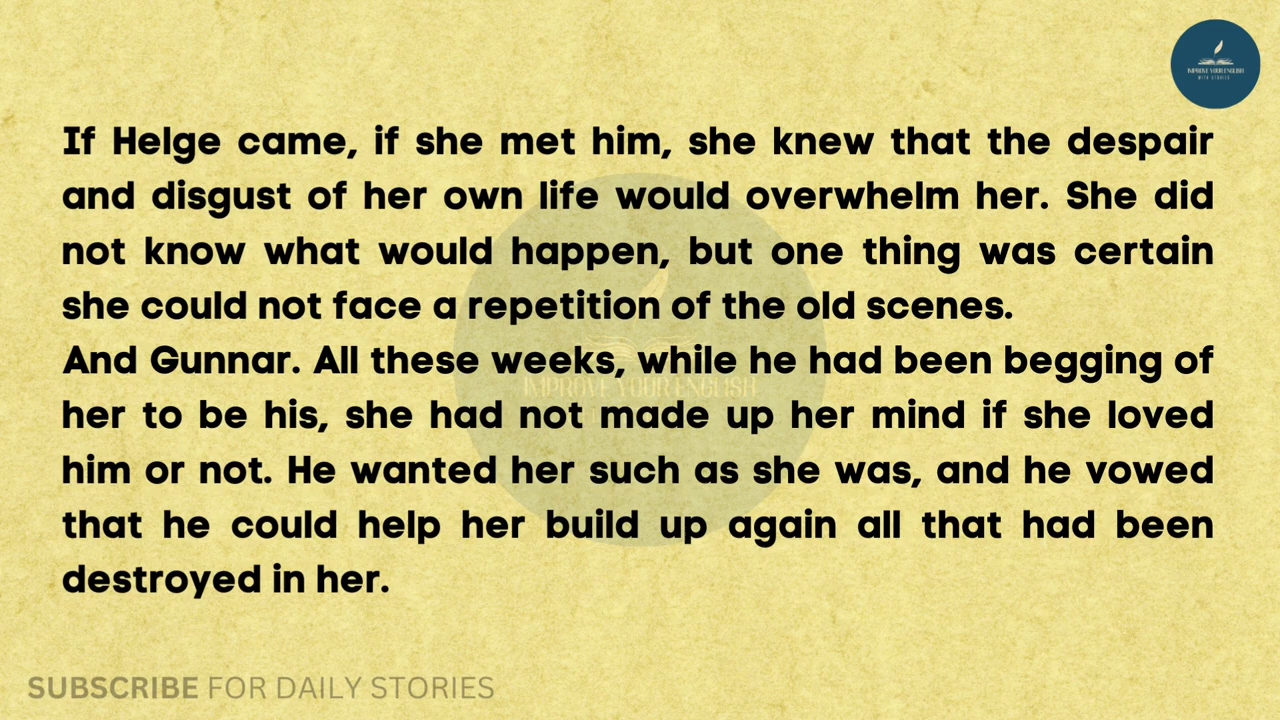 IMPROVE YOUR ENGLISH
WITH STORIES
If Helge came, if she met him, she knew that the despair
and disgust of her own life would overwhelm her. She did
not know what would happen, but one thing was certain
she could not face a repetition of the old scenes.
And Gunnar. All these weeks, while he had been begging of
her to be his, she had not made up her mind if she loved
him or not. He wanted her such as she was, and he vowed
that he could help her build up again all that had been
destroyed in her.
IMPROVE YOUR ENGLISH
SUBSCRIBE FOR DAILY STORIES